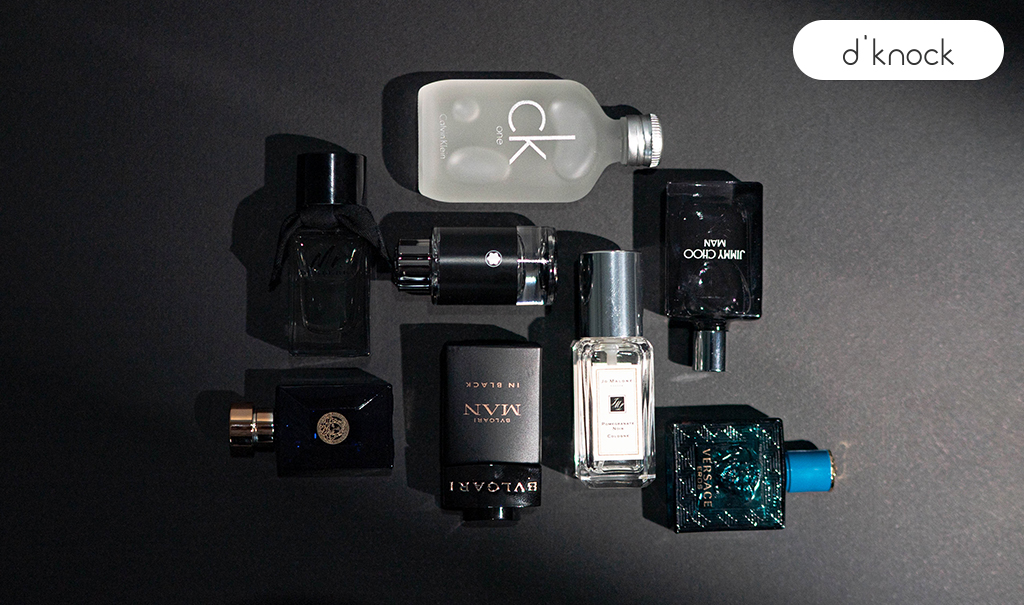 d'knock
ck
one
Calvin Klein
JIMMY CHOO
MAN
IN BLACK
MAN
BVLGARI
BVLGARI
JO MALONE
POMEGRANATE
NOIR
COLOGNE
VERSACE
EROS